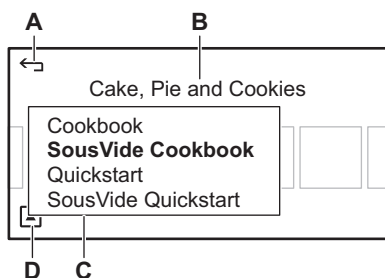 A B
Cake, Pie and Cookies
Cookbook
SousVide Cookbook
Quickstart
SousVide Quickstart
D C